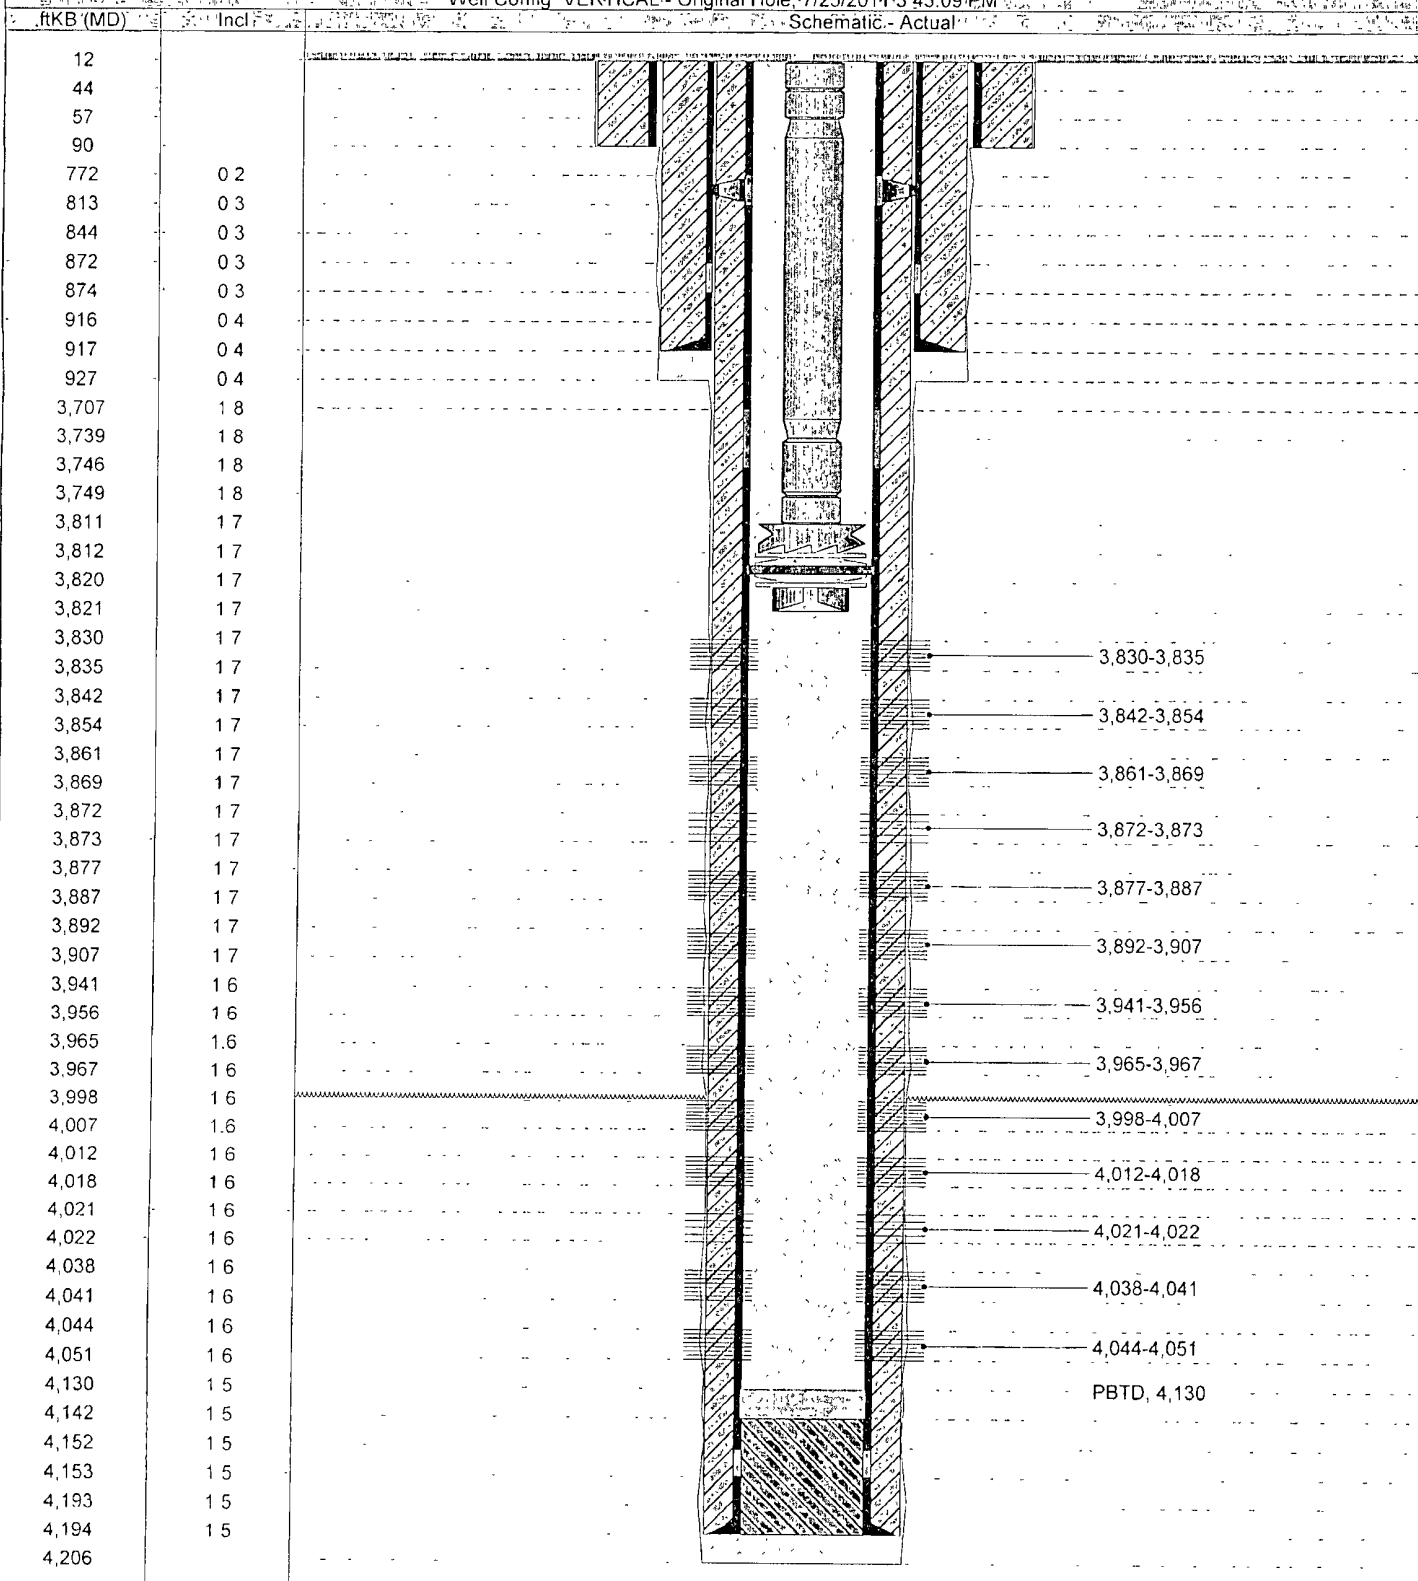 Well Config VERTICAL - Original Hole, 7/25/2011 3 45:09 PM
ftKB (MD) Incl Schematic - Actual
12
44
57
90
772 0 2
813 0 3
844 0 3
872 0 3
874 0 3
916 0 4
917 0 4
927 0 4
3,707 1 8
3,739 1 8
3,746 1 8
3,749 1 8
3,811 1 7
3,812 1 7
3,820 1 7
3,821 1 7
3,830 1 7
3,830-3,835
3,835 1 7
3,842 1 7
3,842-3,854
3,854 1 7
3,861 1 7
3,861-3,869
3,869 1 7
3,872 1 7
3,872-3,873
3,873 1 7
3,877 1 7
3,877-3,887
3,887 1 7
3,892 1 7
3,892-3,907
3,907 1 7
3,941 1 6
3,941-3,956
3,956 1 6
3,965 1.6
3,965-3,967
3,967 1 6
3,998 1 6
3,998-4,007
4,007 1.6
4,012 1 6
4,012-4,018
4,018 1 6
4,021 1 6
4,021-4,022
4,022 1 6
4,038 1 6
4,038-4,041
4,041 1 6
4,044 1 6
4,044-4,051
4,051 1 6
4,130 1 5
PBTD, 4,130
4,142 1 5
4,152 1 5
4,153 1 5
4,193 1 5
4,194 1 5
4,206